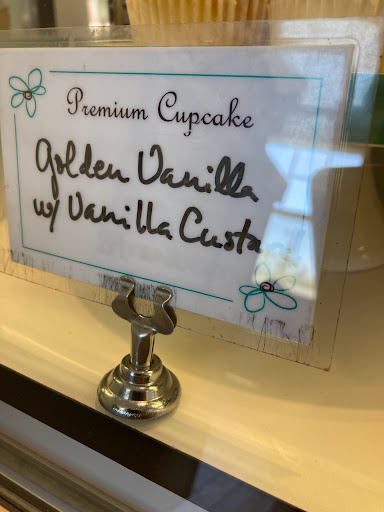 Premium Cupcake
Golden Vanilla
w/ Vanilla Custa